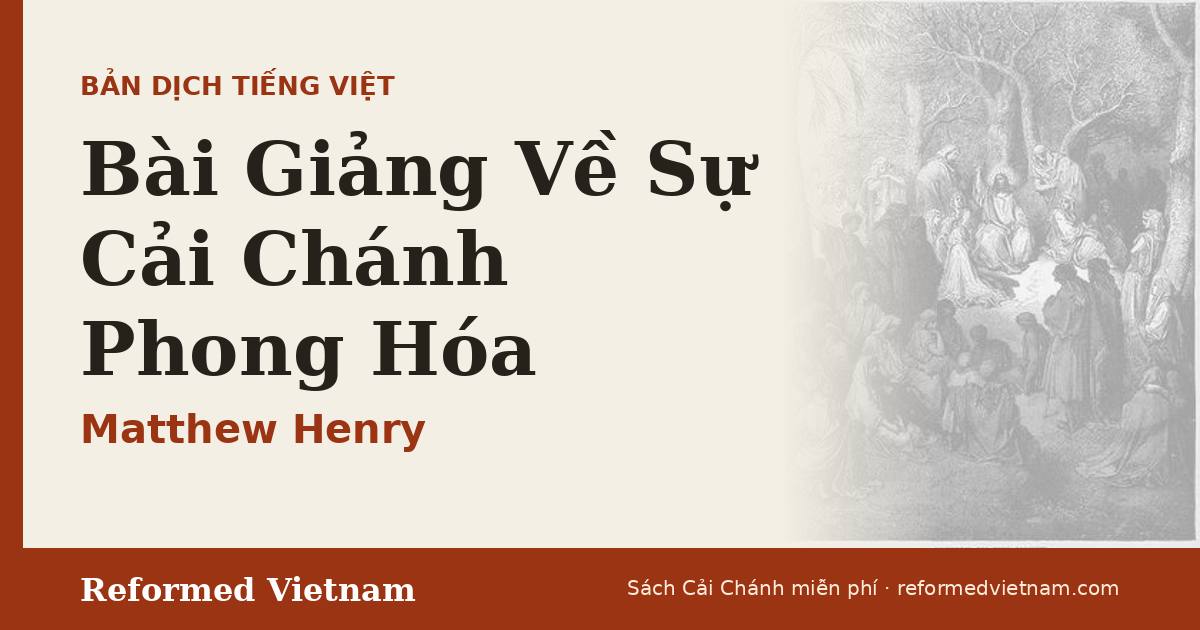 BẢN DỊCH TIẾNG VIỆT
Bài Giảng Về Sự
Cải Chánh
Phong Hóa
Matthew Henry
Reformed Vietnam
Sách Cải Chánh miễn phí · reformedvietnam.com